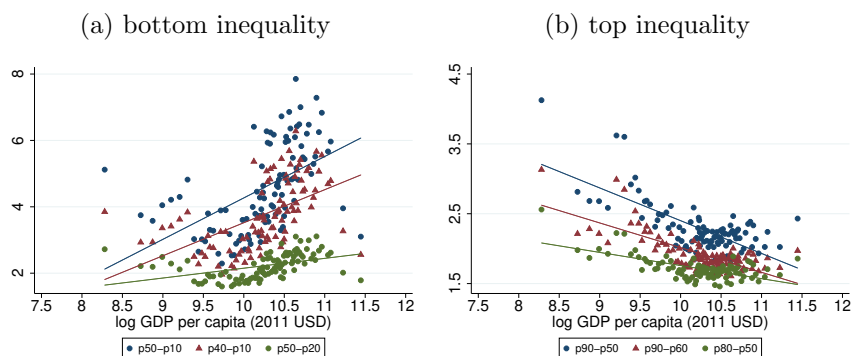 (a) bottom inequality
8
6
4
2
7.5 8 8.5 9 9.5 10 10.5 11 11.5 12
log GDP per capita (2011 USD)
p50−p10 p40−p10 p50−p20
(b) top inequality
4.5
3.5
2.5
1.5
7.5 8 8.5 9 9.5 10 10.5 11 11.5 12
log GDP per capita (2011 USD)
p90−p50 p90−p60 p80−p50